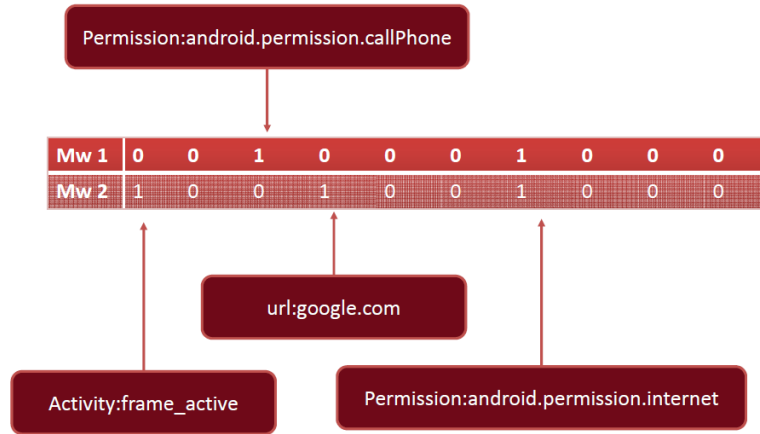 Permission:android.permission.callPhone
Mw 1 0 0 1 0 0 0 1 0 0 0
Mw 2 1 0 0 1 0 0 1 0 0 0
url:google.com
Activity:frame_active
Permission:android.permission.internet